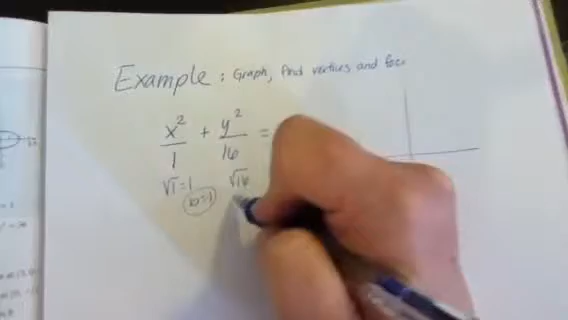 Example: Graph, find vertices and foci
x² y²
— + — =
1 16
√1=1 √16
b=1